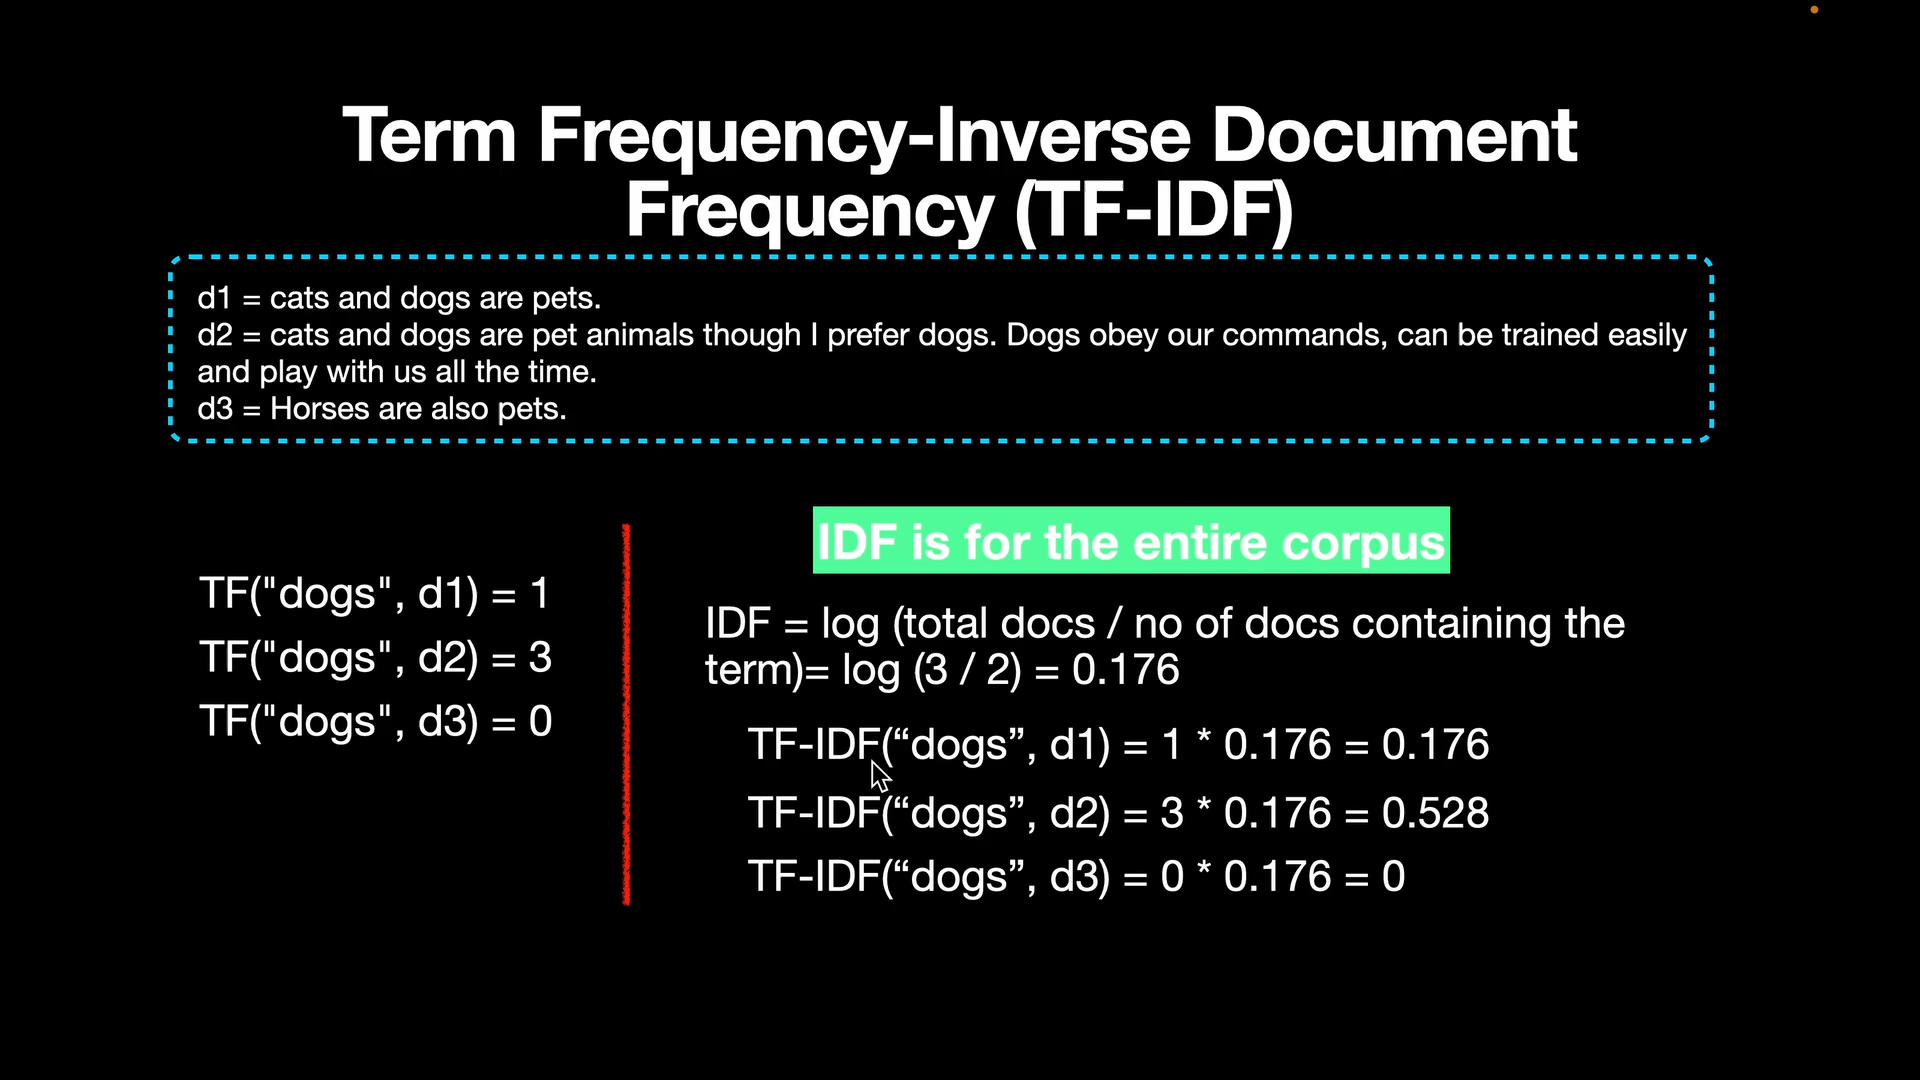 Term Frequency-Inverse Document
Frequency (TF-IDF)
d1 = cats and dogs are pets.
d2 = cats and dogs are pet animals though I prefer dogs. Dogs obey our commands, can be trained easily
and play with us all the time.
d3 = Horses are also pets.
TF("dogs", d1) = 1
TF("dogs", d2) = 3
TF("dogs", d3) = 0
IDF is for the entire corpus
IDF = log (total docs / no of docs containing the
term)= log (3 / 2) = 0.176
TF-IDF(“dogs”, d1) = 1 * 0.176 = 0.176
TF-IDF(“dogs”, d2) = 3 * 0.176 = 0.528
TF-IDF(“dogs”, d3) = 0 * 0.176 = 0